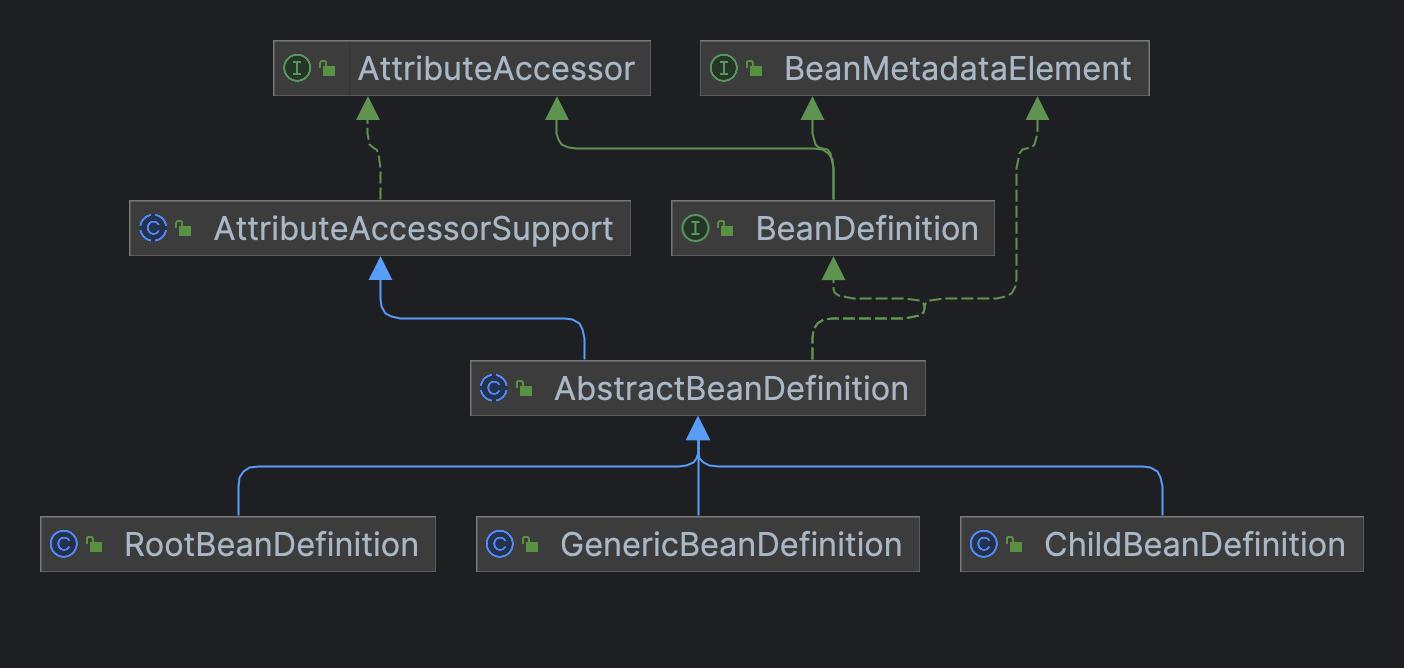 AttributeAccessor
BeanMetadataElement
AttributeAccessorSupport
BeanDefinition
AbstractBeanDefinition
RootBeanDefinition
GenericBeanDefinition
ChildBeanDefinition